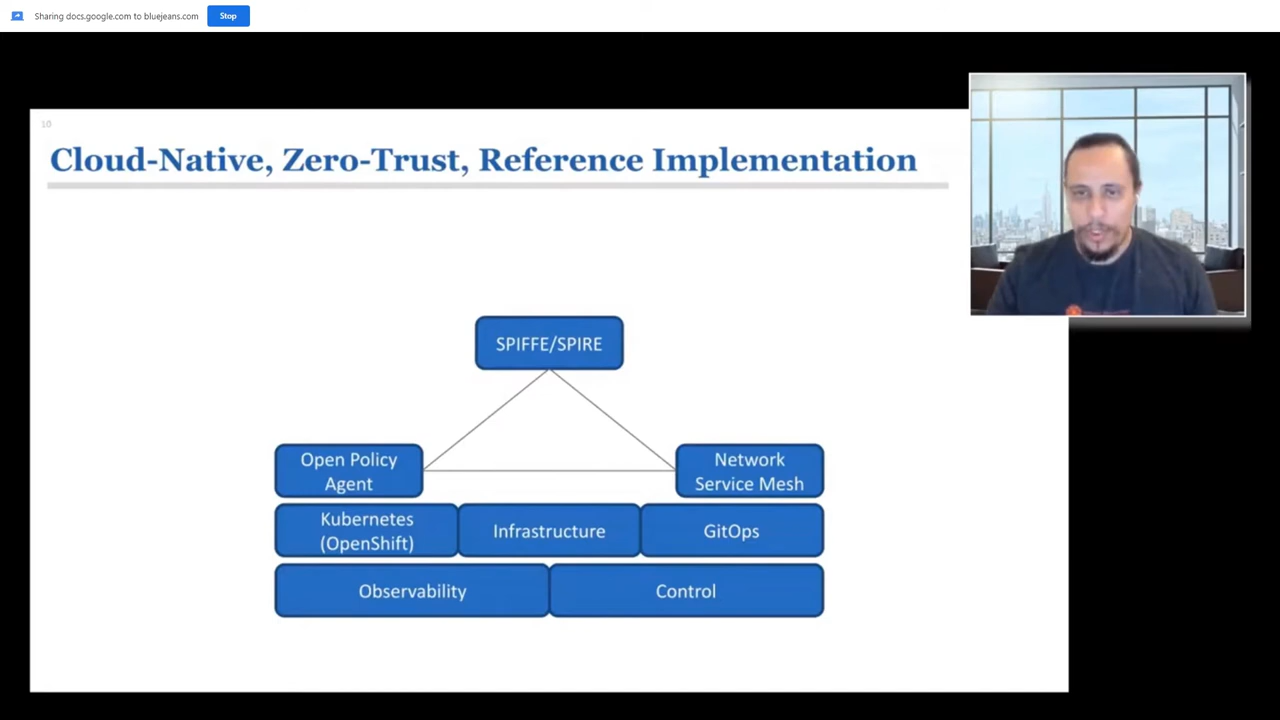 Sharing docs.google.com to bluejeans.com
Stop
10
Cloud-Native, Zero-Trust, Reference Implementation
SPIFFE/SPIRE
Open Policy
Agent
Network
Service Mesh
Kubernetes
(OpenShift)
Infrastructure
GitOps
Observability
Control